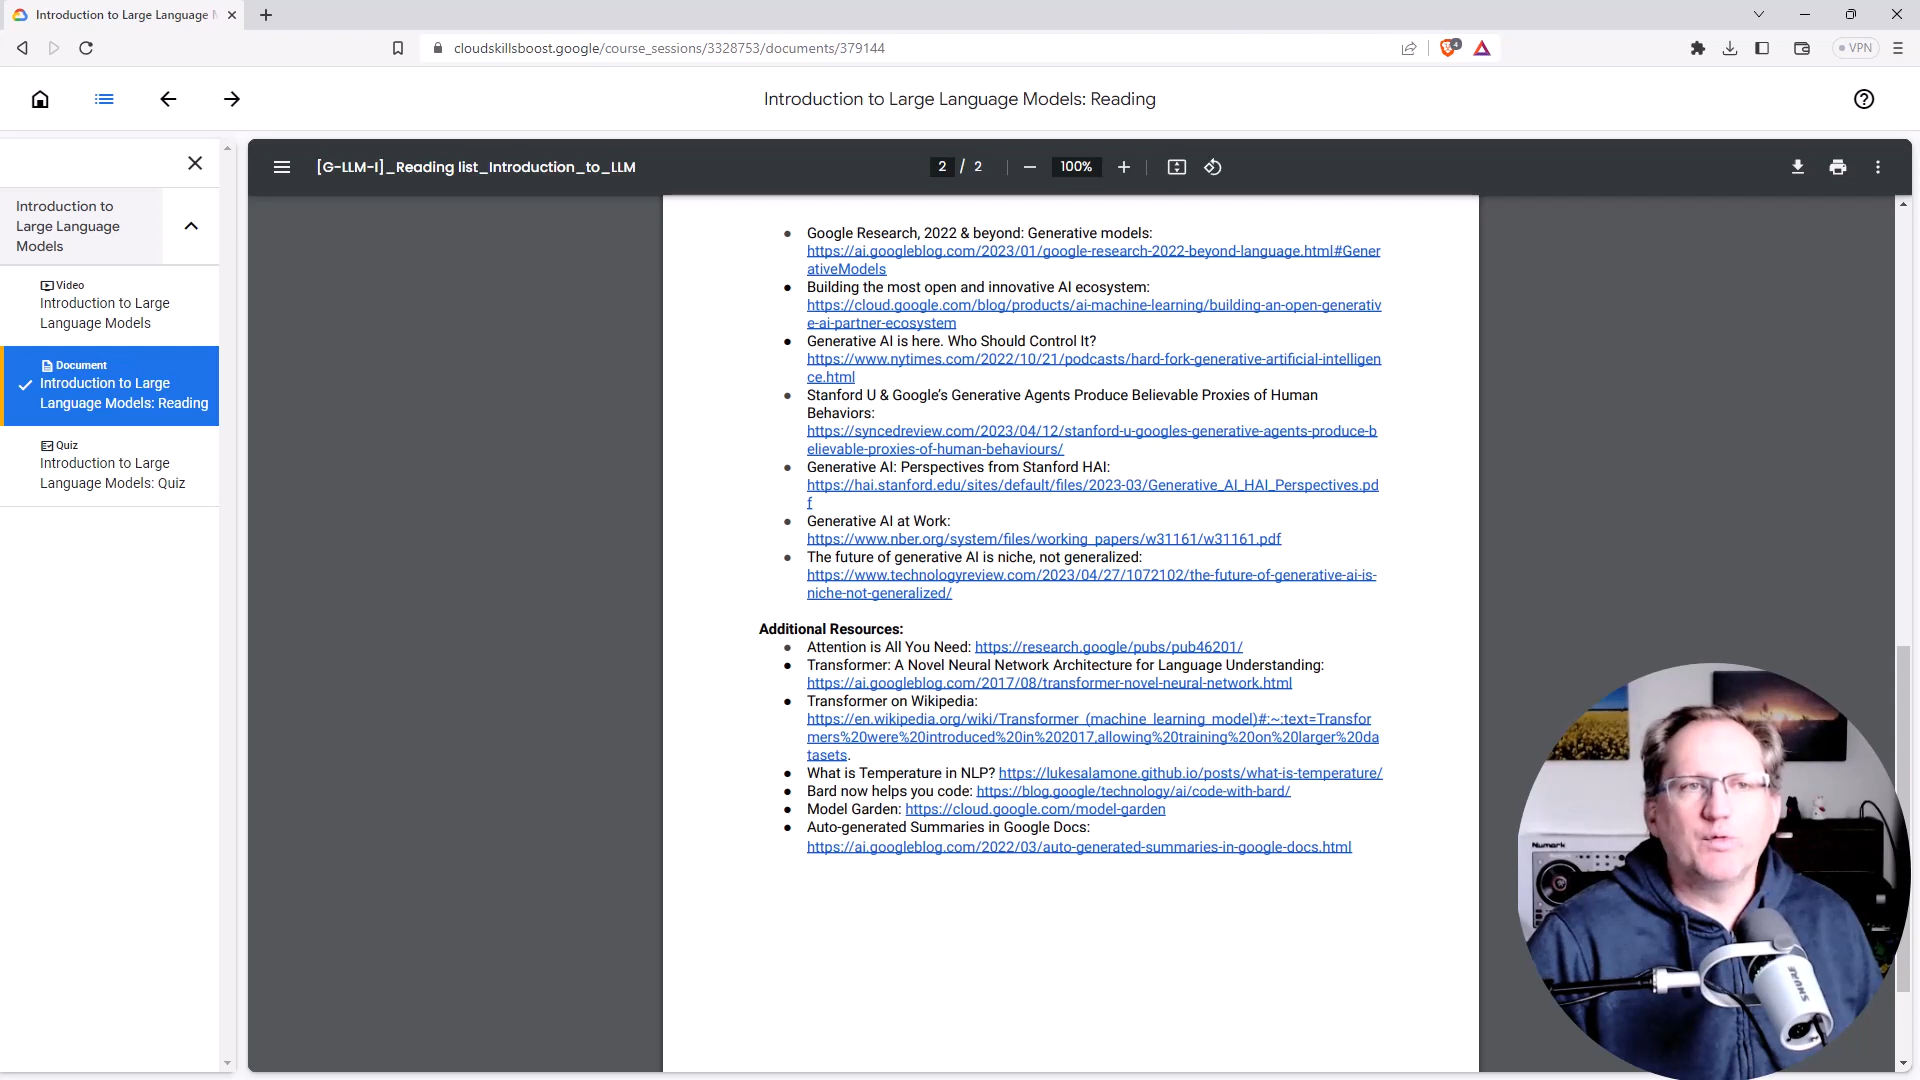 Introduction to Large Language M
cloudskillsboost.google/course_sessions/3328753/documents/379144
4
VPN
Introduction to Large Language Models: Reading
Introduction to
Large Language
Models
Video
Introduction to Large
Language Models
Document
Introduction to Large
Language Models: Reading
Quiz
Introduction to Large
Language Models: Quiz
[G-LLM-I]_Reading list_Introduction_to_LLM
2 / 2
100%
● Google Research, 2022 & beyond: Generative models:
https://ai.googleblog.com/2023/01/google-research-2022-beyond-language.html#Gener
ativeModels
● Building the most open and innovative AI ecosystem:
https://cloud.google.com/blog/products/ai-machine-learning/building-an-open-generativ
e-ai-partner-ecosystem
● Generative AI is here. Who Should Control It?
https://www.nytimes.com/2022/10/21/podcasts/hard-fork-generative-artificial-intelligen
ce.html
● Stanford U & Google’s Generative Agents Produce Believable Proxies of Human
Behaviors:
https://syncedreview.com/2023/04/12/stanford-u-googles-generative-agents-produce-b
elievable-proxies-of-human-behaviours/
● Generative AI: Perspectives from Stanford HAI:
https://hai.stanford.edu/sites/default/files/2023-03/Generative_AI_HAI_Perspectives.pd
f
● Generative AI at Work:
https://www.nber.org/system/files/working_papers/w31161/w31161.pdf
● The future of generative AI is niche, not generalized:
https://www.technologyreview.com/2023/04/27/1072102/the-future-of-generative-ai-is-
niche-not-generalized/
Additional Resources:
● Attention is All You Need: https://research.google/pubs/pub46201/
● Transformer: A Novel Neural Network Architecture for Language Understanding:
https://ai.googleblog.com/2017/08/transformer-novel-neural-network.html
● Transformer on Wikipedia:
https://en.wikipedia.org/wiki/Transformer_(machine_learning_model)#:~:text=Transfor
mers%20were%20introduced%20in%202017,allowing%20training%20on%20larger%20da
tasets.
● What is Temperature in NLP? https://lukesalamone.github.io/posts/what-is-temperature/
● Bard now helps you code: https://blog.google/technology/ai/code-with-bard/
● Model Garden: https://cloud.google.com/model-garden
● Auto-generated Summaries in Google Docs:
https://ai.googleblog.com/2022/03/auto-generated-summaries-in-google-docs.html
Numark
SHURE